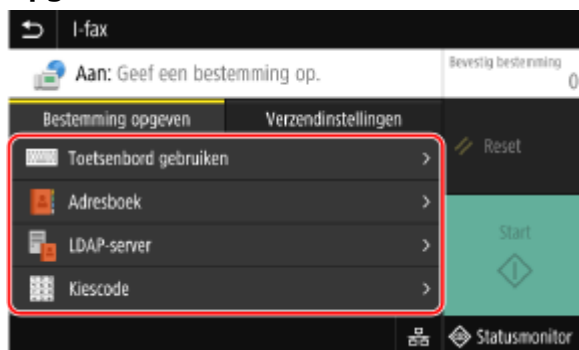 I-fax
Aan: Geef een bestemming op.
Bevestig bestemming
0
Bestemming opgeven
Verzendinstellingen
Toetsenbord gebruiken
Adresboek
LDAP-server
Kiescode
Reset
Start
Statusmonitor